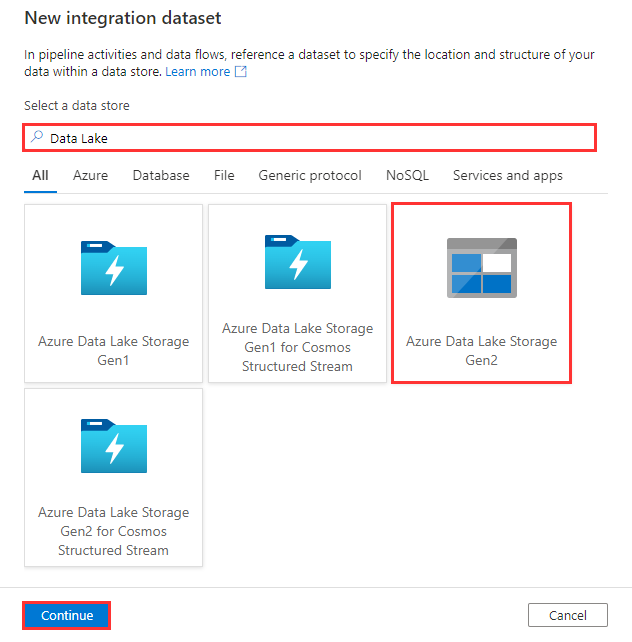 New integration dataset
In pipeline activities and data flows, reference a dataset to specify the location and structure of your
data within a data store. Learn more
Select a data store
Data Lake
All Azure Database File Generic protocol NoSQL Services and apps
Azure Data Lake Storage
Gen1
Azure Data Lake Storage
Gen1 for Cosmos
Structured Stream
Azure Data Lake Storage
Gen2
Azure Data Lake Storage
Gen2 for Cosmos
Structured Stream
Continue
Cancel